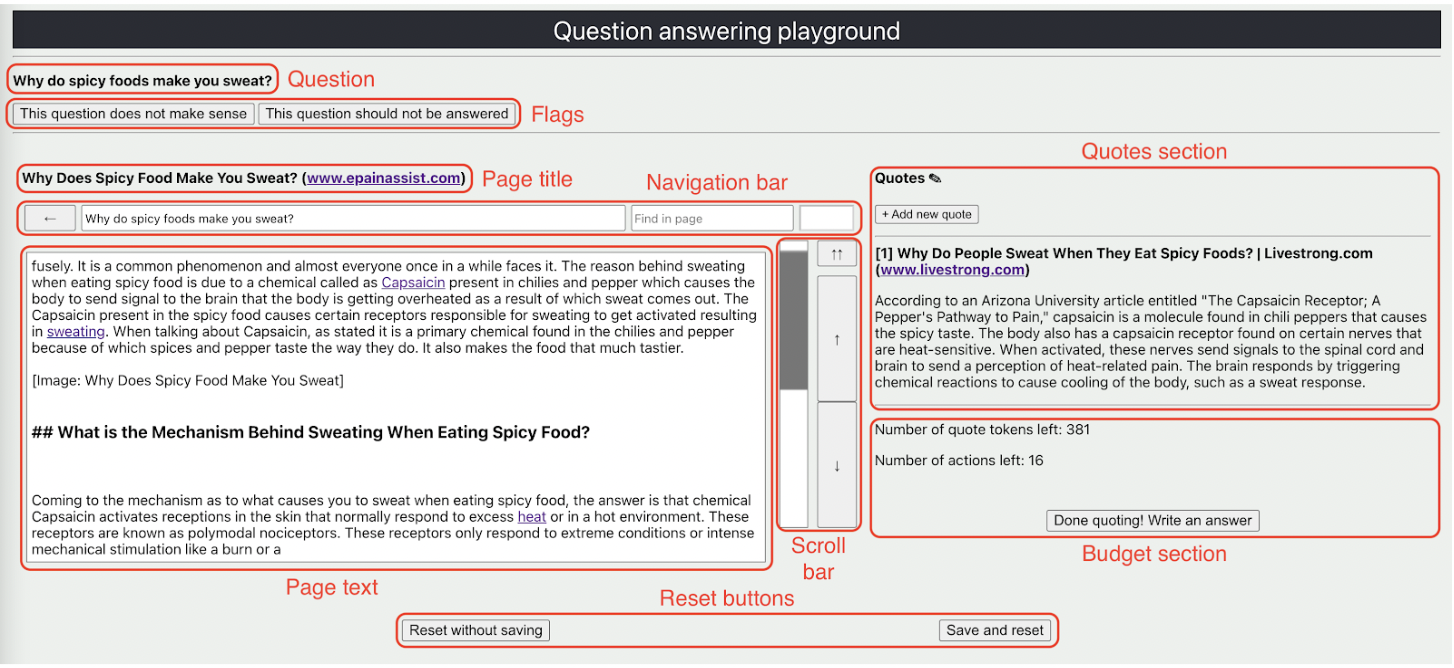 Question answering playground
Why do spicy foods make you sweat?
Question
This question does not make sense
This question should not be answered
Flags
Why Does Spicy Food Make You Sweat? (www.epainassist.com)
Page title
Navigation bar
←
Why do spicy foods make you sweat?
Find in page
fusely. It is a common phenomenon and almost everyone once in a while faces it. The reason behind sweating
when eating spicy food is due to a chemical called as Capsaicin present in chilies and pepper which causes the
body to send signal to the brain that the body is getting overheated as a result of which sweat comes out. The
Capsaicin present in the spicy food causes certain receptors responsible for sweating to get activated resulting
in sweating. When talking about Capsaicin, as stated it is a primary chemical found in the chilies and pepper
because of which spices and pepper taste the way they do. It also makes the food that much tastier.
[Image: Why Does Spicy Food Make You Sweat]
## What is the Mechanism Behind Sweating When Eating Spicy Food?
Coming to the mechanism as to what causes you to sweat when eating spicy food, the answer is that chemical
Capsaicin activates receptions in the skin that normally respond to excess heat or in a hot environment. These
receptors are known as polymodal nociceptors. These receptors only respond to extreme conditions or intense
mechanical stimulation like a burn or a
Page text
↑↑
↑
↓
Scroll
bar
Quotes section
Quotes ✎
+ Add new quote
[1] Why Do People Sweat When They Eat Spicy Foods? | Livestrong.com
(www.livestrong.com)
According to an Arizona University article entitled "The Capsaicin Receptor; A
Pepper's Pathway to Pain," capsaicin is a molecule found in chili peppers that causes
the spicy taste. The body also has a capsaicin receptor found on certain nerves that
are heat-sensitive. When activated, these nerves send signals to the spinal cord and
brain to send a perception of heat-related pain. The brain responds by triggering
chemical reactions to cause cooling of the body, such as a sweat response.
Number of quote tokens left: 381
Number of actions left: 16
Done quoting! Write an answer
Budget section
Reset buttons
Reset without saving
Save and reset